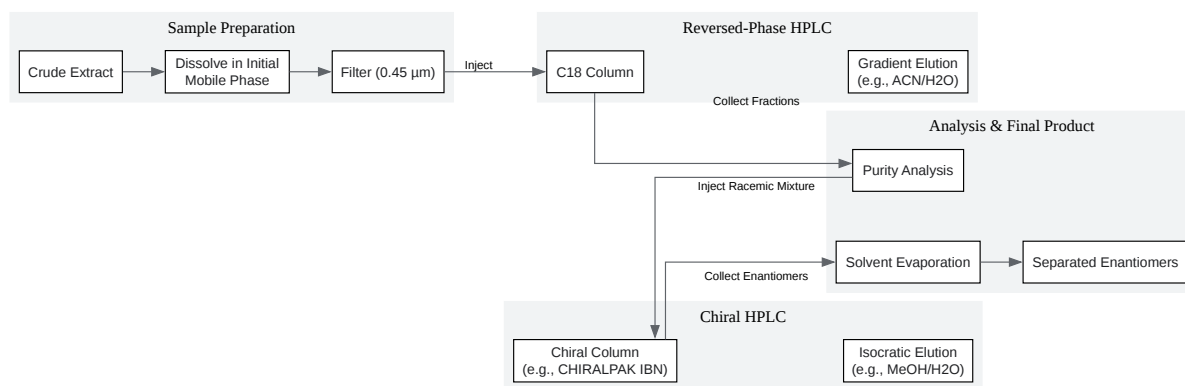 Sample Preparation
Crude Extract
Dissolve in Initial
Mobile Phase
Filter (0.45 µm)
Inject
Reversed-Phase HPLC
C18 Column
Gradient Elution
(e.g., ACN/H2O)
Collect Fractions
Analysis & Final Product
Purity Analysis
Inject Racemic Mixture
Solvent Evaporation
Separated Enantiomers
Collect Enantiomers
Chiral HPLC
Chiral Column
(e.g., CHIRALPAK IBN)
Isocratic Elution
(e.g., MeOH/H2O)